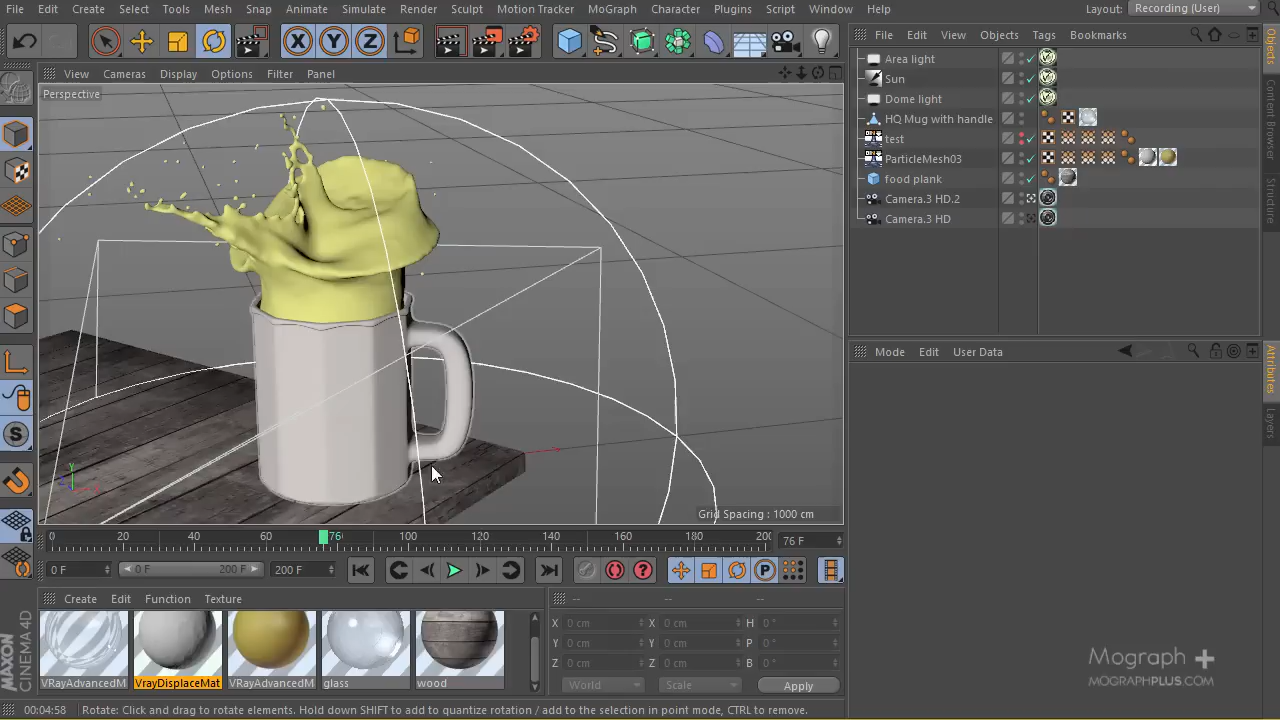 File Edit Create Select Tools Mesh Snap Animate Simulate Render Sculpt Motion Tracker MoGraph Character Plugins Script Window Help
Layout: Recording (User)
X Y Z
File Edit View Objects Tags Bookmarks
View Cameras Display Options Filter Panel
Perspective
Area light
Sun
Dome light
HQ Mug with handle
test
ParticleMesh03
food plank
Camera.3 HD.2
Camera.3 HD
Objects
Content Browser
Structure
Mode Edit User Data
Attributes
Layers
Grid Spacing : 1000 cm
0 20 40 60 76 100 120 140 160 180 200
76 F
0 F
0 F 200 F
200 F
Create Edit Function Texture
-- -- --
X 0 cm X 0 cm H 0 °
Y 0 cm Y 0 cm P 0 °
Z 0 cm Z 0 cm B 0 °
World Scale Apply
VRayAdvancedM VrayDisplaceMat VRayAdvancedM glass wood
MAXON
CINEMA 4D
Mograph +
MOGRAPHPLUS.COM
00:04:58 Rotate: Click and drag to rotate elements. Hold down SHIFT to add to quantize rotation / add to the selection in point mode, CTRL to remove.